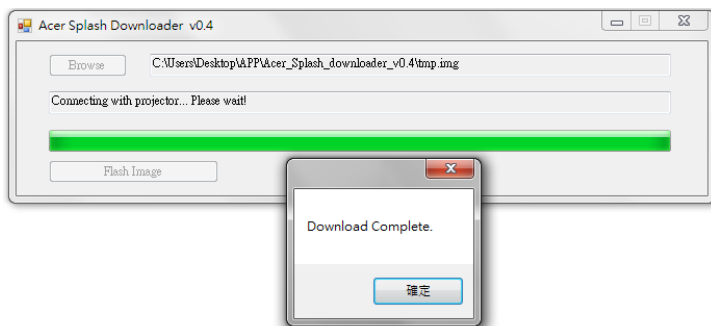 Acer Splash Downloader v0.4
Browse
C:\Users\Desktop\APP\Acer_Splash_downloader_v0.4\tmp.img
Connecting with projector... Please wait!
Flash Image
Download Complete.
確定